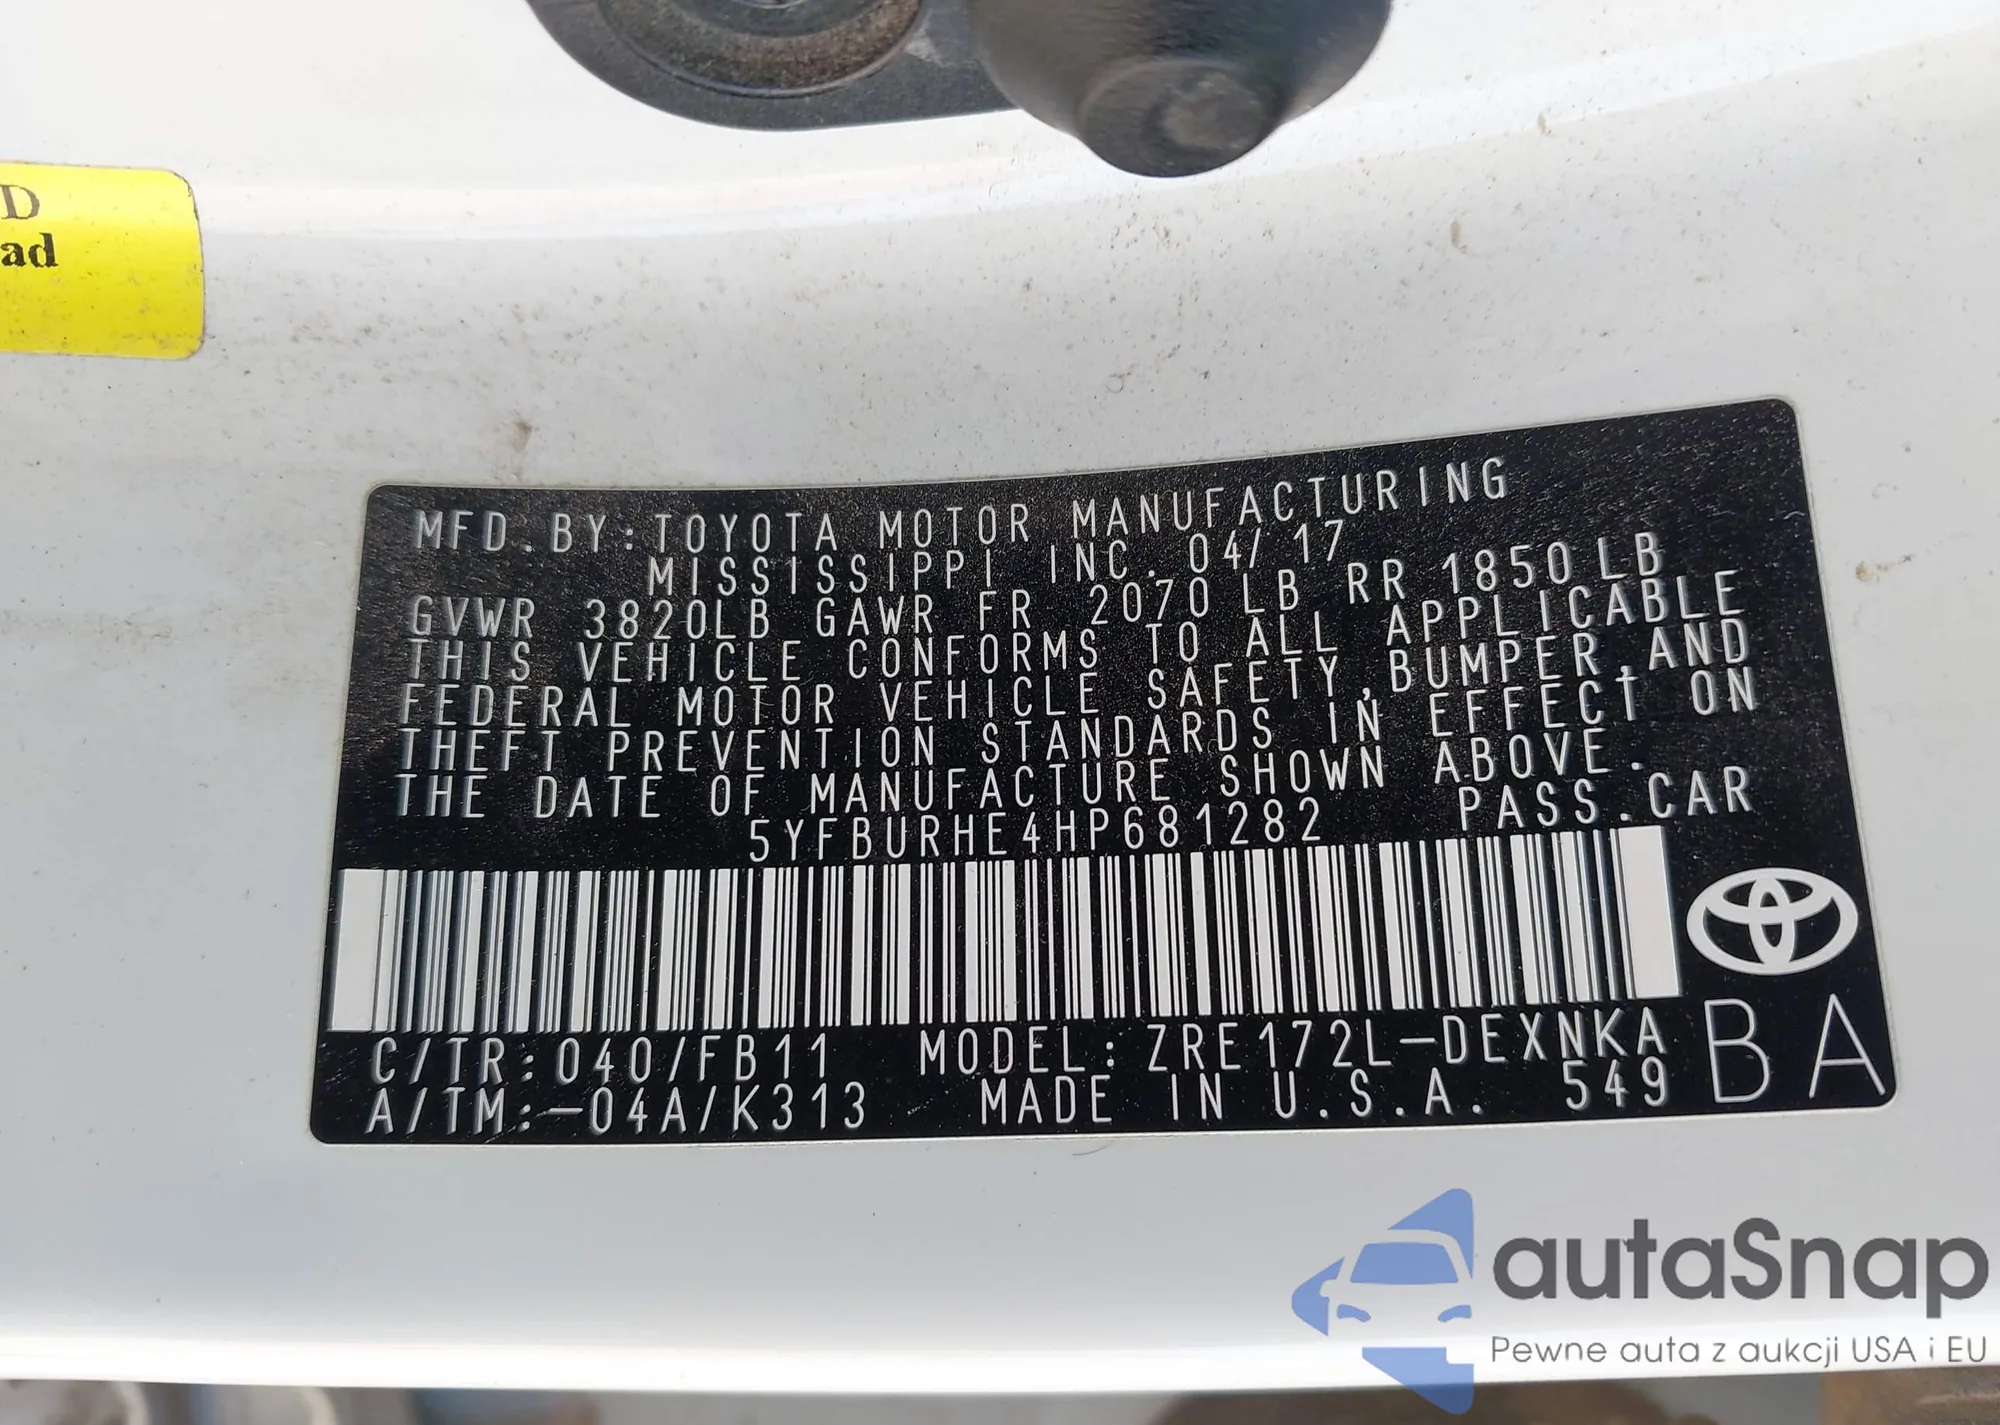 D
ad
MFD.BY:TOYOTA MOTOR MANUFACTURING
MISSISSIPPI INC. 04/17
GVWR 3820LB GAWR FR 2070 LB RR 1850LB
THIS VEHICLE CONFORMS TO ALL APPLICABLE
FEDERAL MOTOR VEHICLE SAFETY,BUMPER,AND
THEFT PREVENTION STANDARDS IN EFFECT ON
THE DATE OF MANUFACTURE SHOWN ABOVE.
5YFBURHE4HP681282 PASS.CAR
C/TR:040/FB11 MODEL:ZRE172L-DEXNKA
A/TM:-04A/K313 MADE IN U.S.A. 549
BA
autaSnap
Pewne auta z aukcji USA i EU